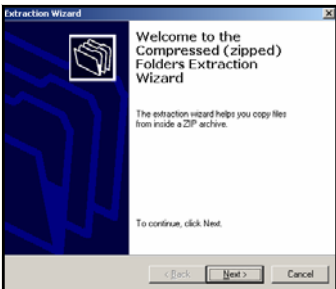 Extraction Wizard
Welcome to the
Compressed (zipped)
Folders Extraction
Wizard
The extraction wizard helps you copy files
from inside a ZIP archive.
To continue, click Next.
< Back
Next >
Cancel